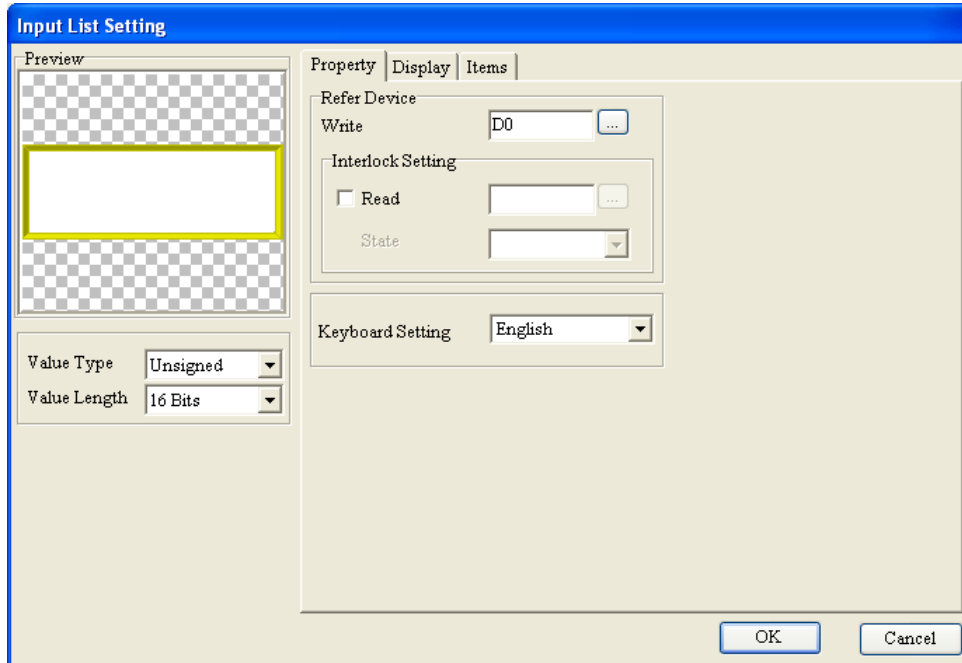 Input List Setting
Preview
Value Type Unsigned
Value Length 16 Bits
Property Display Items
Refer Device
Write D0 ...
Interlock Setting
Read ...
State
Keyboard Setting English
OK Cancel